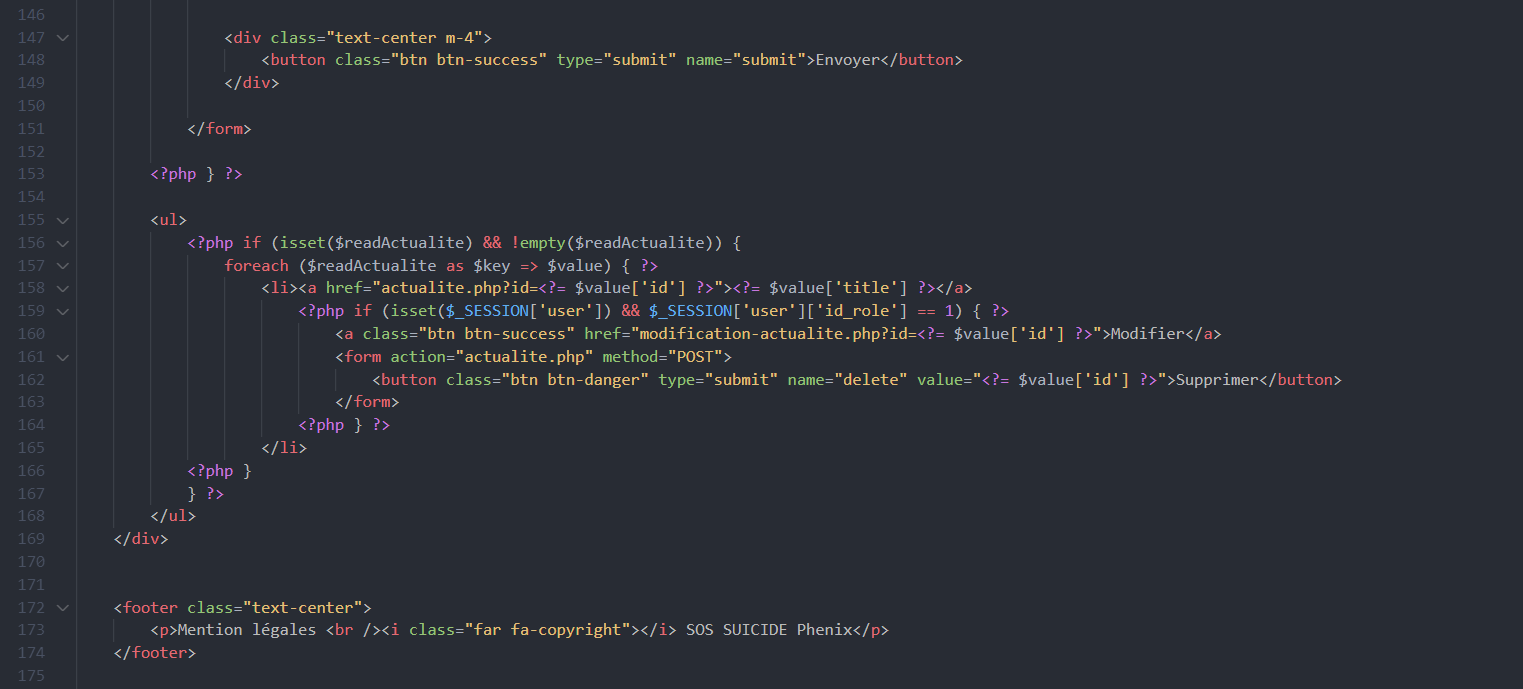 146
147 <div class="text-center m-4">
148 <button class="btn btn-success" type="submit" name="submit">Envoyer</button>
149 </div>
150
151 </form>
152
153 <?php } ?>
154
155 <ul>
156 <?php if (isset($readActualite) && !empty($readActualite)) {
157 foreach ($readActualite as $key => $value) { ?>
158 <li><a href="actualite.php?id=<?= $value['id'] ?>"><?= $value['title'] ?></a>
159 <?php if (isset($_SESSION['user']) && $_SESSION['user']['id_role'] == 1) { ?>
160 <a class="btn btn-success" href="modification-actualite.php?id=<?= $value['id'] ?>">Modifier</a>
161 <form action="actualite.php" method="POST">
162 <button class="btn btn-danger" type="submit" name="delete" value="<?= $value['id'] ?>">Supprimer</button>
163 </form>
164 <?php } ?>
165 </li>
166 <?php }
167 } ?>
168 </ul>
169 </div>
170
171
172 <footer class="text-center">
173 <p>Mention légales <br /><i class="far fa-copyright"></i> SOS SUICIDE Phenix</p>
174 </footer>
175